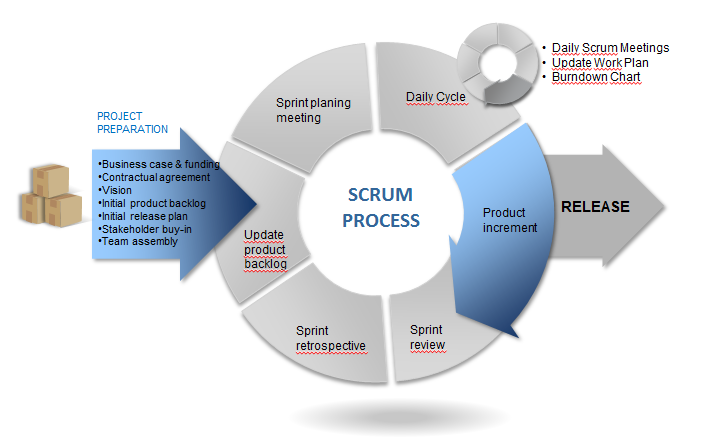 PROJECT
PREPARATION
•Business case & funding
•Contractual agreement
•Vision
•Initial product backlog
•Initial release plan
•Stakeholder buy-in
•Team assembly
Sprint planing
meeting
Daily Cycle
• Daily Scrum Meetings
• Update Work Plan
• Burndown Chart
SCRUM
PROCESS
Product
increment
RELEASE
Update
product
backlog
Sprint
retrospective
Sprint
review